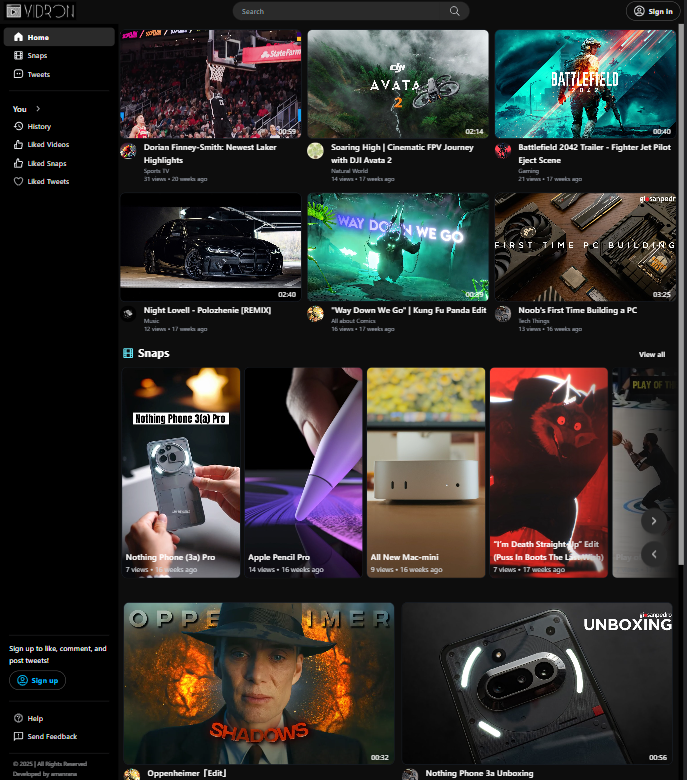 VIDRON
Search
Sign in
Home
Snaps
Tweets
You
History
Liked Videos
Liked Snaps
Liked Tweets
StateFarm
00:59
Dorian Finney-Smith: Newest Laker
Highlights
Sports TV
31 views • 20 weeks ago
DJI
AVATA
2
02:14
Soaring High | Cinematic FPV Journey
with DJI Avata 2
Natural World
14 views • 17 weeks ago
BATTLEFIELD
2042
00:40
Battlefield 2042 Trailer - Fighter Jet Pilot
Eject Scene
Gaming
21 views • 17 weeks ago
02:40
Night Lovell - Polozhenie [REMIX]
Music
12 views • 17 weeks ago
WAY DOWN WE GO
00:39
"Way Down We Go" | Kung Fu Panda Edit
All about Comics
16 views • 17 weeks ago
giosanpedro
FIRST TIME PC BUILDING
03:25
Noob's First Time Building a PC
Tech Things
13 views • 16 weeks ago
Snaps
View all
Nothing Phone 3(a) Pro
Nothing Phone (3a) Pro
7 views • 16 weeks ago
Apple Pencil Pro
14 views • 16 weeks ago
All New Mac-mini
9 views • 16 weeks ago
"I'm Death Straight-Up" Edit
(Puss In Boots The Last Wish)
7 views • 17 weeks ago
PLAY OF TH
OPPE IMER
SHADOWS
00:32
Oppenheimer「Edit」
giosanpedro
UNBOXING
00:56
Nothing Phone 3a Unboxing
Sign up to like, comment, and
post tweets!
Sign up
Help
Send Feedback
© 2025 | All Rights Reserved
Developed by